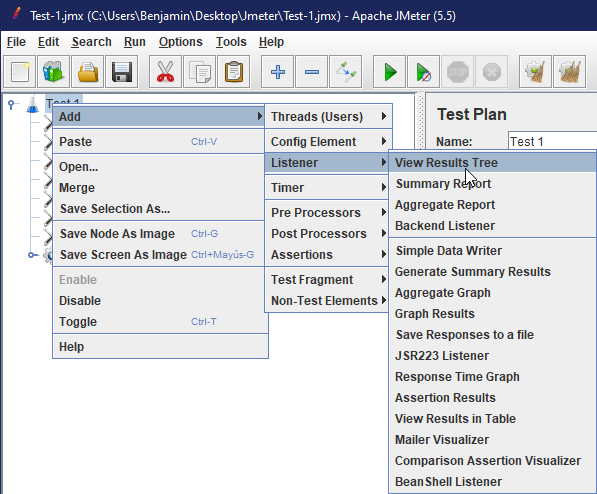 Test-1.jmx (C:\Users\Benjamin\Desktop\Jmeter\Test-1.jmx) - Apache JMeter (5.5)
File Edit Search Run Options Tools Help
STOP
Test 1
Test Plan
Name: Test 1
Add
Paste Ctrl-V
Open...
Merge
Save Selection As...
Save Node As Image Ctrl-G
Save Screen As Image Ctrl+Mayús-G
Enable
Disable
Toggle Ctrl-T
Help
Threads (Users)
Config Element
Listener
Timer
Pre Processors
Post Processors
Assertions
Test Fragment
Non-Test Elements
View Results Tree
Summary Report
Aggregate Report
Backend Listener
Simple Data Writer
Generate Summary Results
Aggregate Graph
Graph Results
Save Responses to a file
JSR223 Listener
Response Time Graph
Assertion Results
View Results in Table
Mailer Visualizer
Comparison Assertion Visualizer
BeanShell Listener